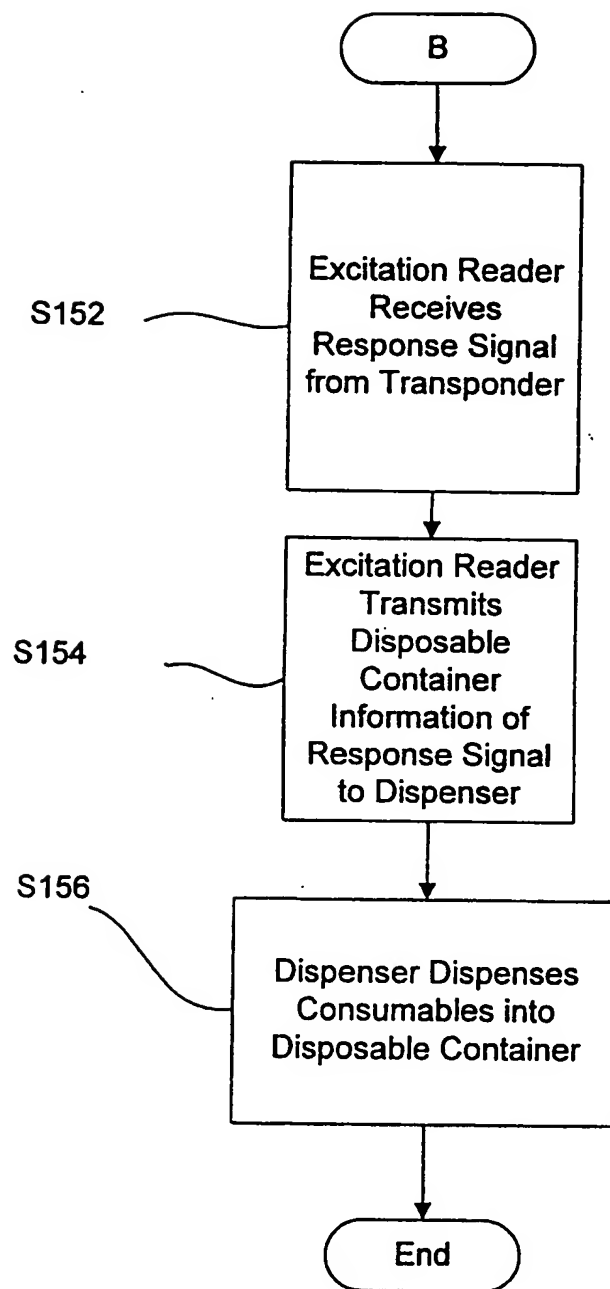 B
S152
Excitation Reader
Receives
Response Signal
from Transponder
S154
Excitation Reader
Transmits
Disposable
Container
Information of
Response Signal
to Dispenser
S156
Dispenser Dispenses
Consumables into
Disposable Container
End